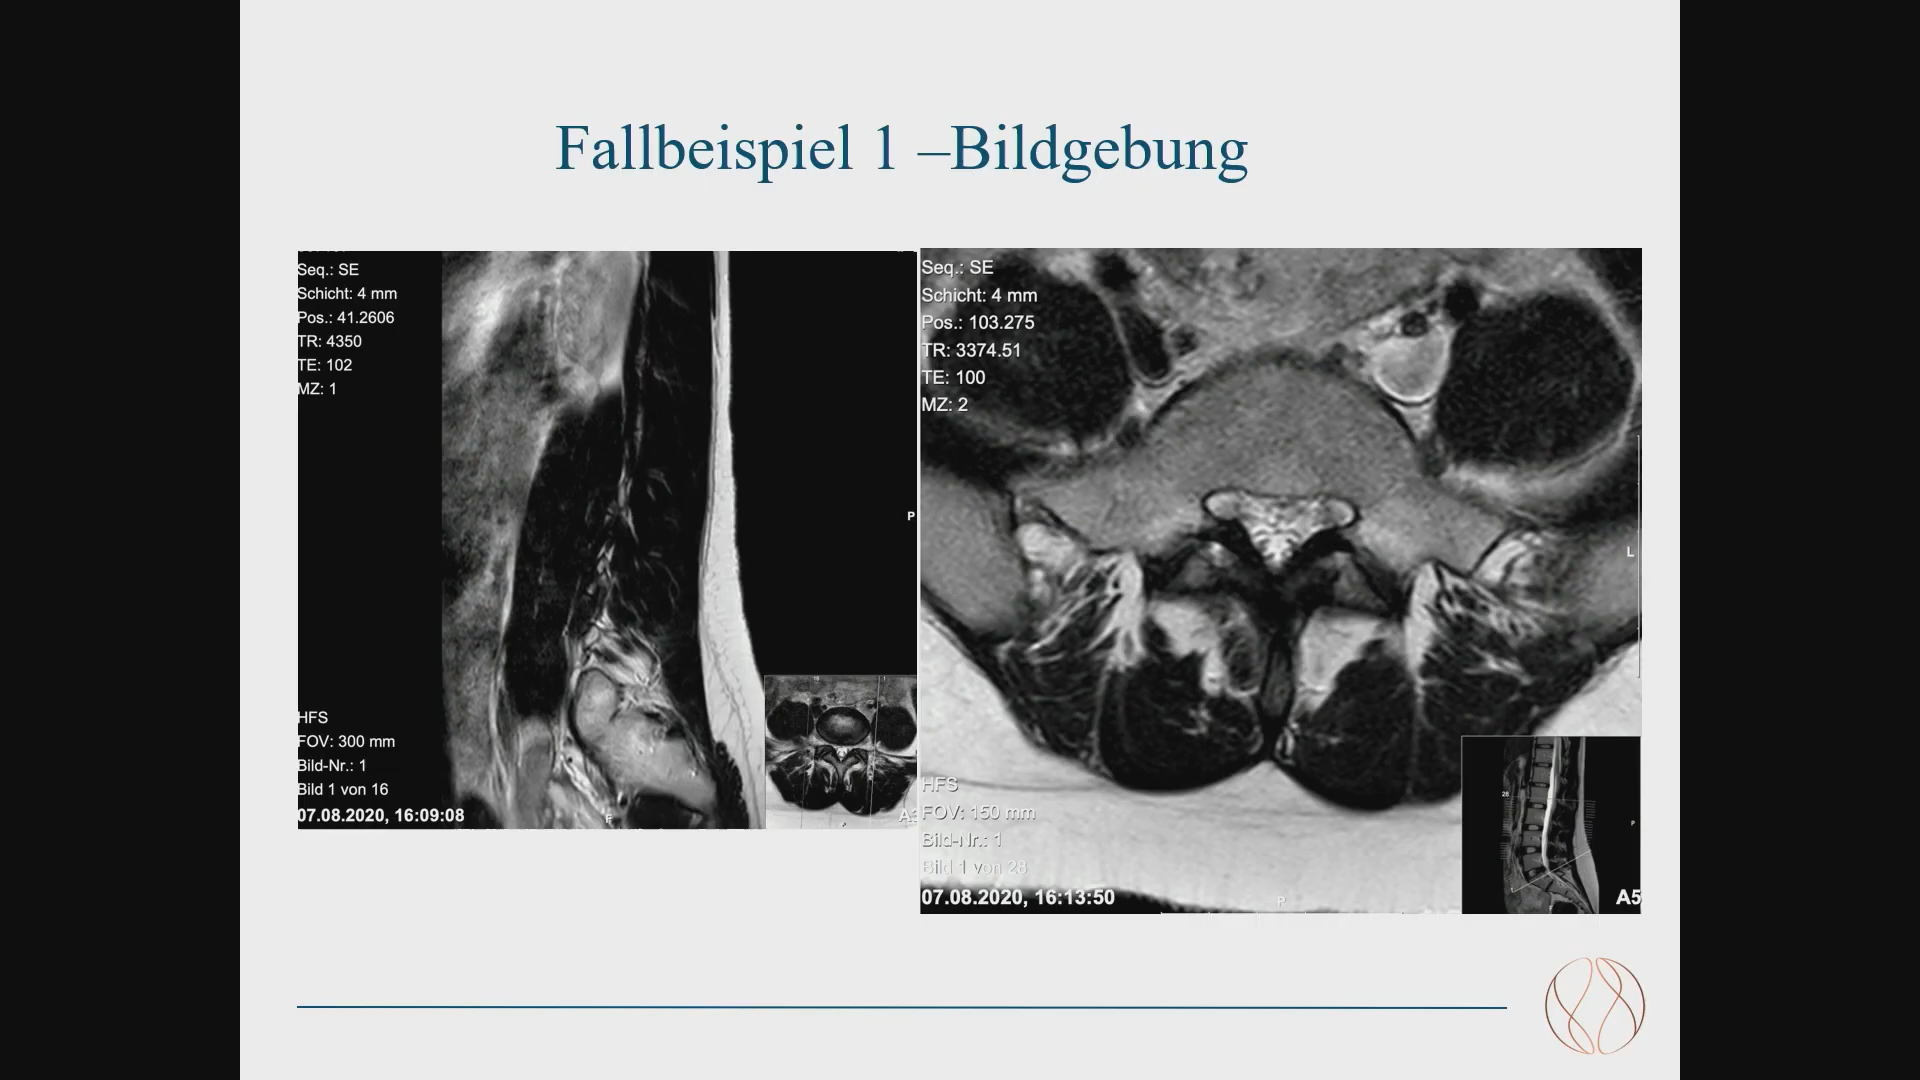 Fallbeispiel 1 –Bildgebung
Seq.: SE
Schicht: 4 mm
Pos.: 41.2606
TR: 4350
TE: 102
MZ: 1
P
HFS
FOV: 300 mm
Bild-Nr.: 1
Bild 1 von 16
07.08.2020, 16:09:08
F
Seq.: SE
Schicht: 4 mm
Pos.: 103.275
TR: 3374.51
TE: 100
MZ: 2
L
HFS
FOV: 150 mm
Bild-Nr.: 1
Bild 1 von 28
07.08.2020, 16:13:50
P
28
P
F
A5